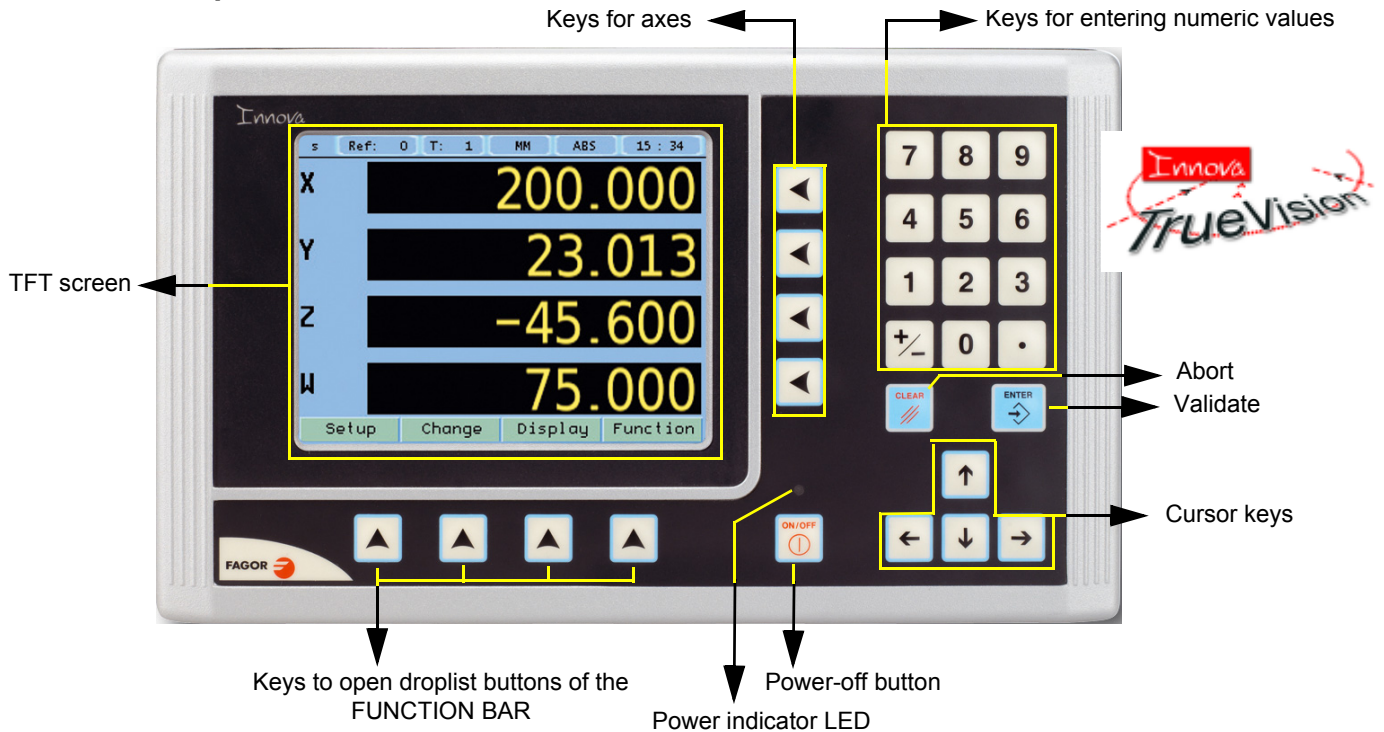 Keys for axes
Keys for entering numeric values
Innova
s Ref: 0 T: 1 MM ABS 15 : 34
X 200.000
Y 23.013
Z -45.600
W 75.000
Setup Change Display Function
7 8 9
4 5 6
1 2 3
+/- 0 .
Innova
TrueVision
TFT screen
CLEAR
ENTER
Abort
Validate
Cursor keys
ON/OFF
FAGOR
Keys to open droplist buttons of the
FUNCTION BAR
Power-off button
Power indicator LED